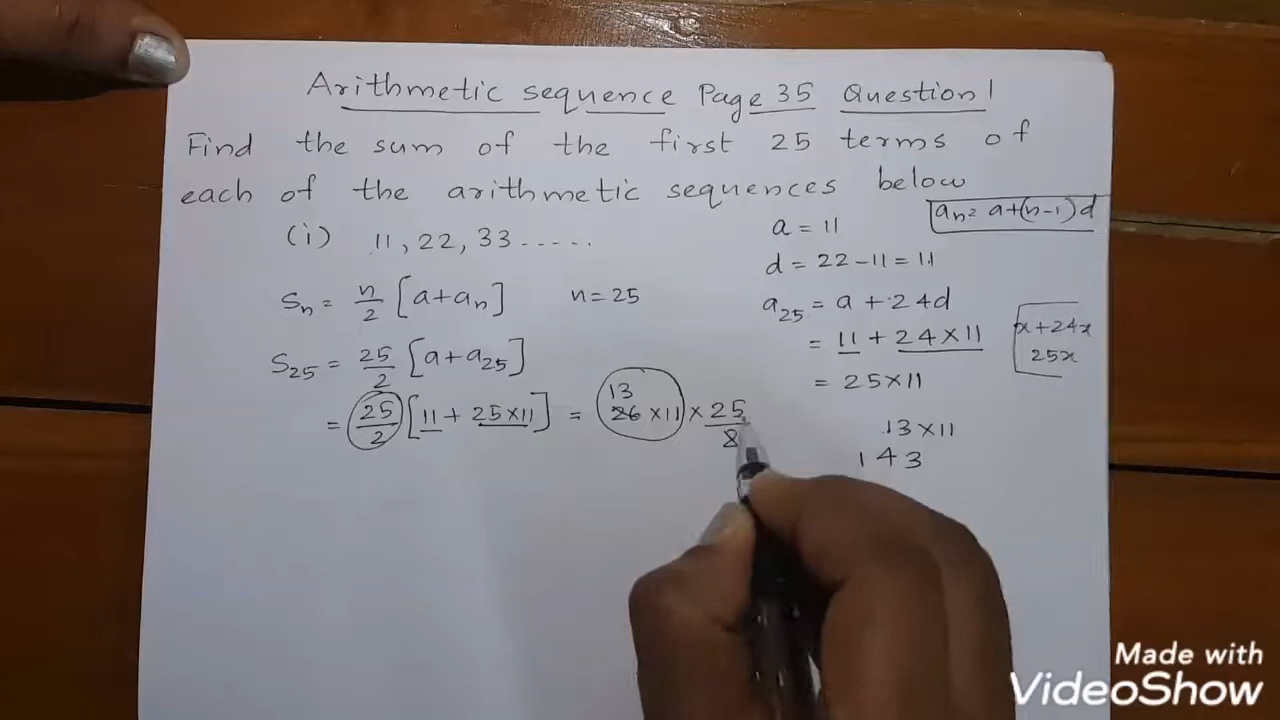 Arithmetic sequence Page 35 Question 1
Find the sum of the first 25 terms of
each of the arithmetic sequences below
(i) 11, 22, 33 .....
a = 11
aₙ = a+(n-1)d
d = 22-11 = 11
Sₙ = n/2 [a+aₙ] n = 25
a₂₅ = a + 24d
= 11 + 24×11
x+24x
25x
S₂₅ = 25/2 [a+a₂₅]
= 25×11
= 25/2 [11 + 25×11] = 13 26 ×11 × 25/2
13×11
143
Made with
VideoShow